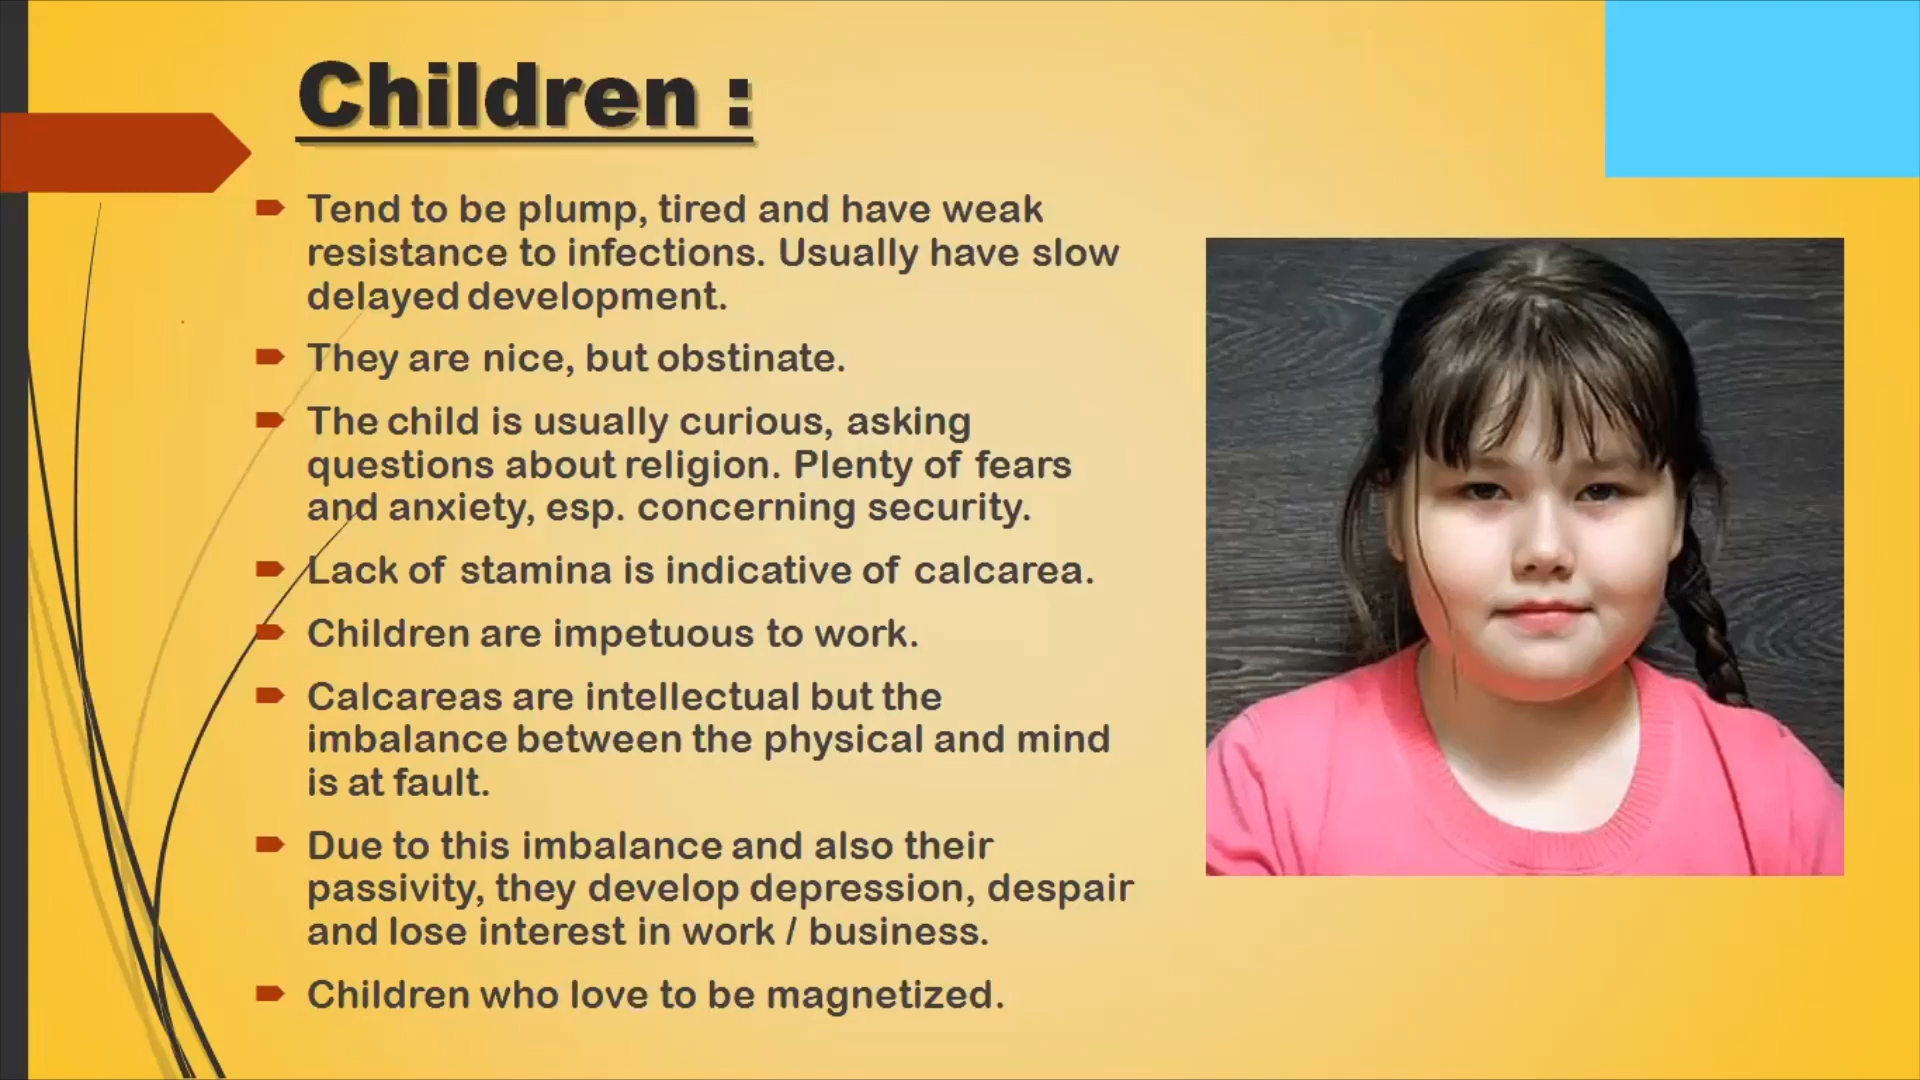 Children :
Tend to be plump, tired and have weak
resistance to infections. Usually have slow
delayed development.
They are nice, but obstinate.
The child is usually curious, asking
questions about religion. Plenty of fears
and anxiety, esp. concerning security.
Lack of stamina is indicative of calcarea.
Children are impetuous to work.
Calcareas are intellectual but the
imbalance between the physical and mind
is at fault.
Due to this imbalance and also their
passivity, they develop depression, despair
and lose interest in work / business.
Children who love to be magnetized.